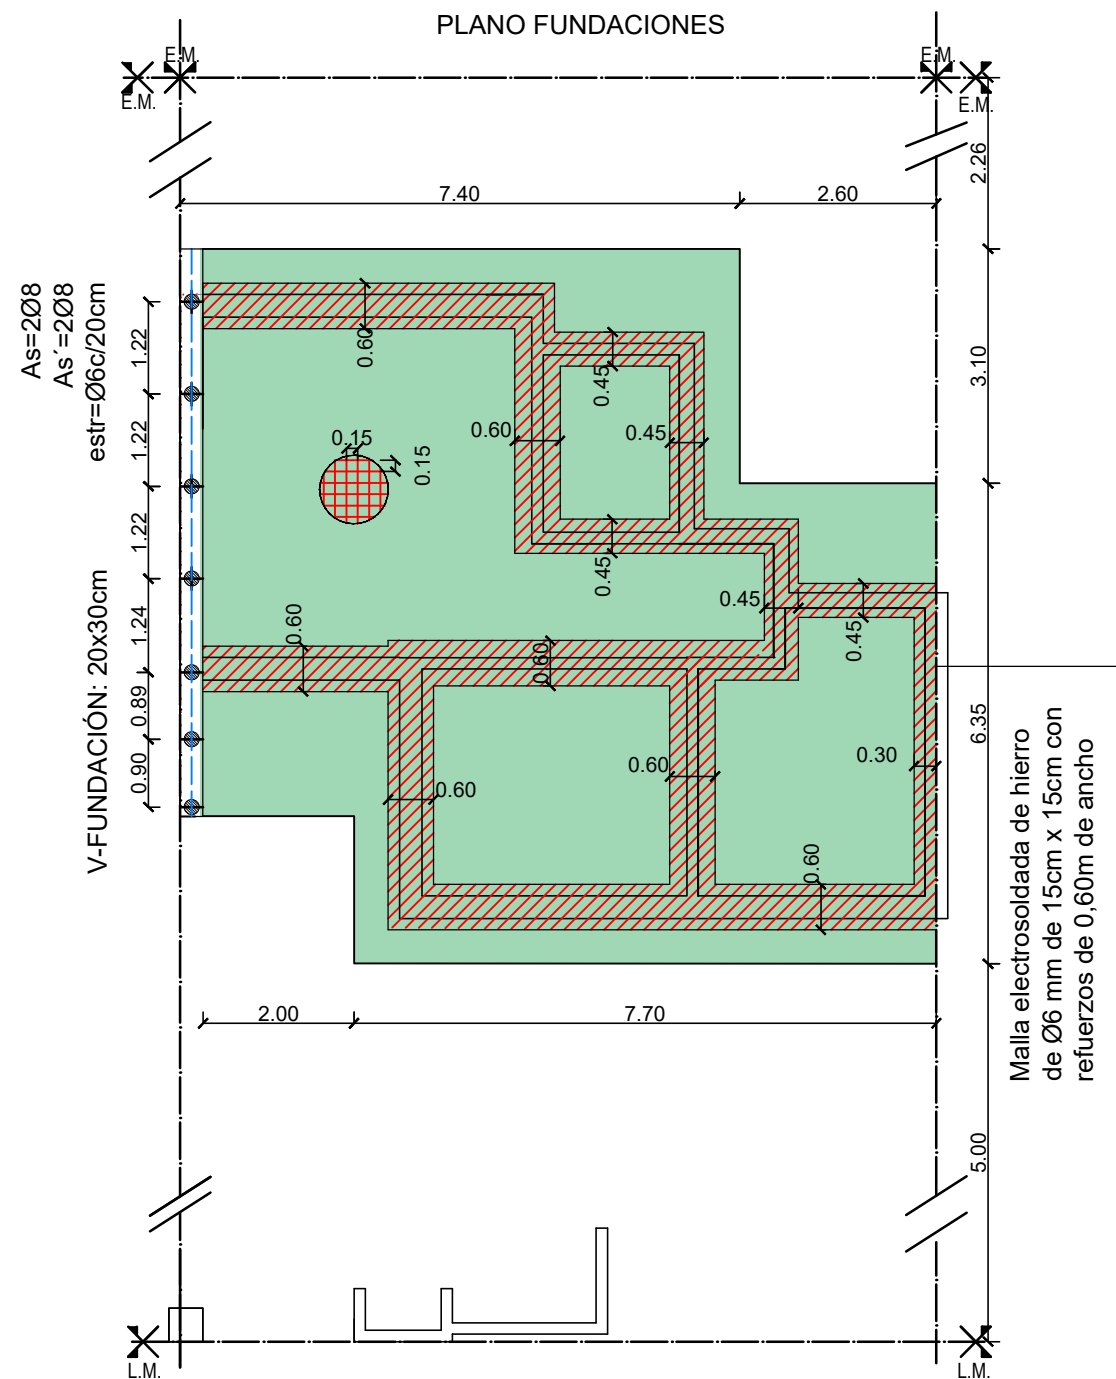 PLANO FUNDACIONES
E.M.
E.M.
E.M.
E.M.
7.40
2.60
2.26
3.10
6.35
5.00
As=2Ø8
As´=2Ø8
estr=Ø6c/20cm
V-FUNDACIÓN: 20x30cm
1.22
1.22
1.22
1.24
0.89
0.90
0.60
0.45
0.60
0.45
0.15
0.15
0.45
0.45
0.45
0.60
0.60
0.60
0.60
0.30
0.60
Malla electrosoldada de hierro
de Ø6 mm de 15cm x 15cm con
refuerzos de 0,60m de ancho
2.00
7.70
L.M.
L.M.